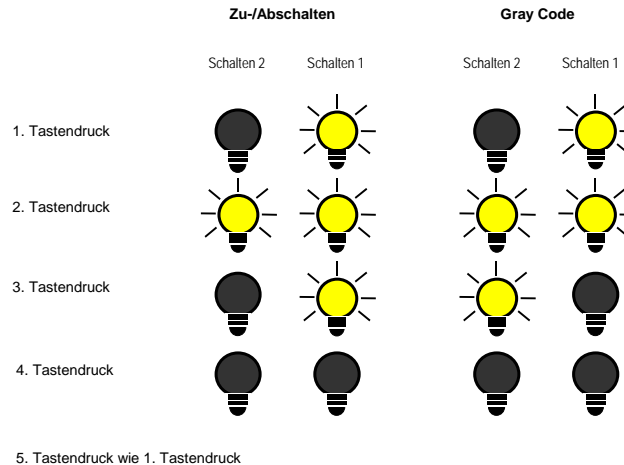 Zu-/Abschalten Gray Code
Schalten 2 Schalten 1 Schalten 2 Schalten 1
1. Tastendruck
2. Tastendruck
3. Tastendruck
4. Tastendruck
5. Tastendruck wie 1. Tastendruck